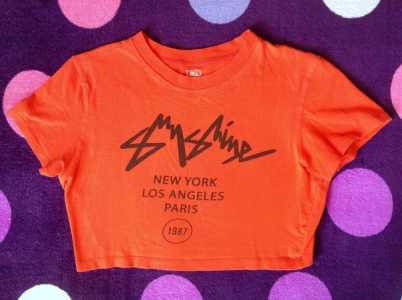 Sunshine
NEW YORK
LOS ANGELES
PARIS
1987